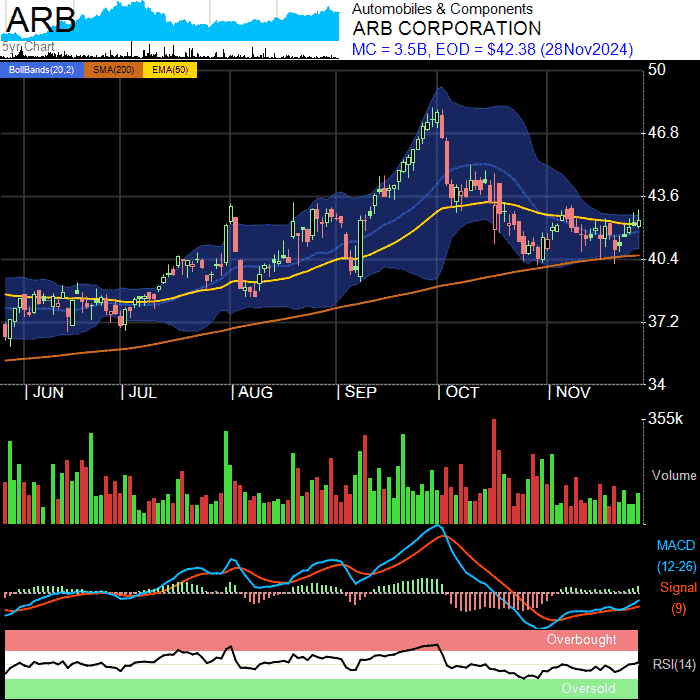 ARB
5yr Chart
Automobiles & Components
ARB CORPORATION
MC = 3.5B, EOD = $42.38 (28Nov2024)
BollBands(20,2) SMA(200) EMA(50)
50
46.8
43.6
40.4
37.2
34
JUN JUL AUG SEP OCT NOV
355k
Volume
MACD
(12-26)
Signal
(9)
Overbought
RSI(14)
Oversold